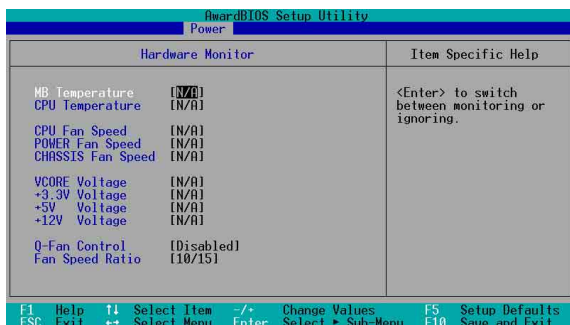 AwardBIOS Setup Utility
Power
Hardware Monitor
Item Specific Help
MB Temperature [N/A]
CPU Temperature [N/A]
CPU Fan Speed [N/A]
POWER Fan Speed [N/A]
CHASSIS Fan Speed [N/A]
VCORE Voltage [N/A]
+3.3V Voltage [N/A]
+5V Voltage [N/A]
+12V Voltage [N/A]
Q-Fan Control [Disabled]
Fan Speed Ratio [10/15]
<Enter> to switch
between monitoring or
ignoring.
F1 Help ↑↓ Select Item -/+ Change Values F5 Setup Defaults
ESC Exit ←→ Select Menu Enter Select ► Sub-Menu F10 Save and Exit